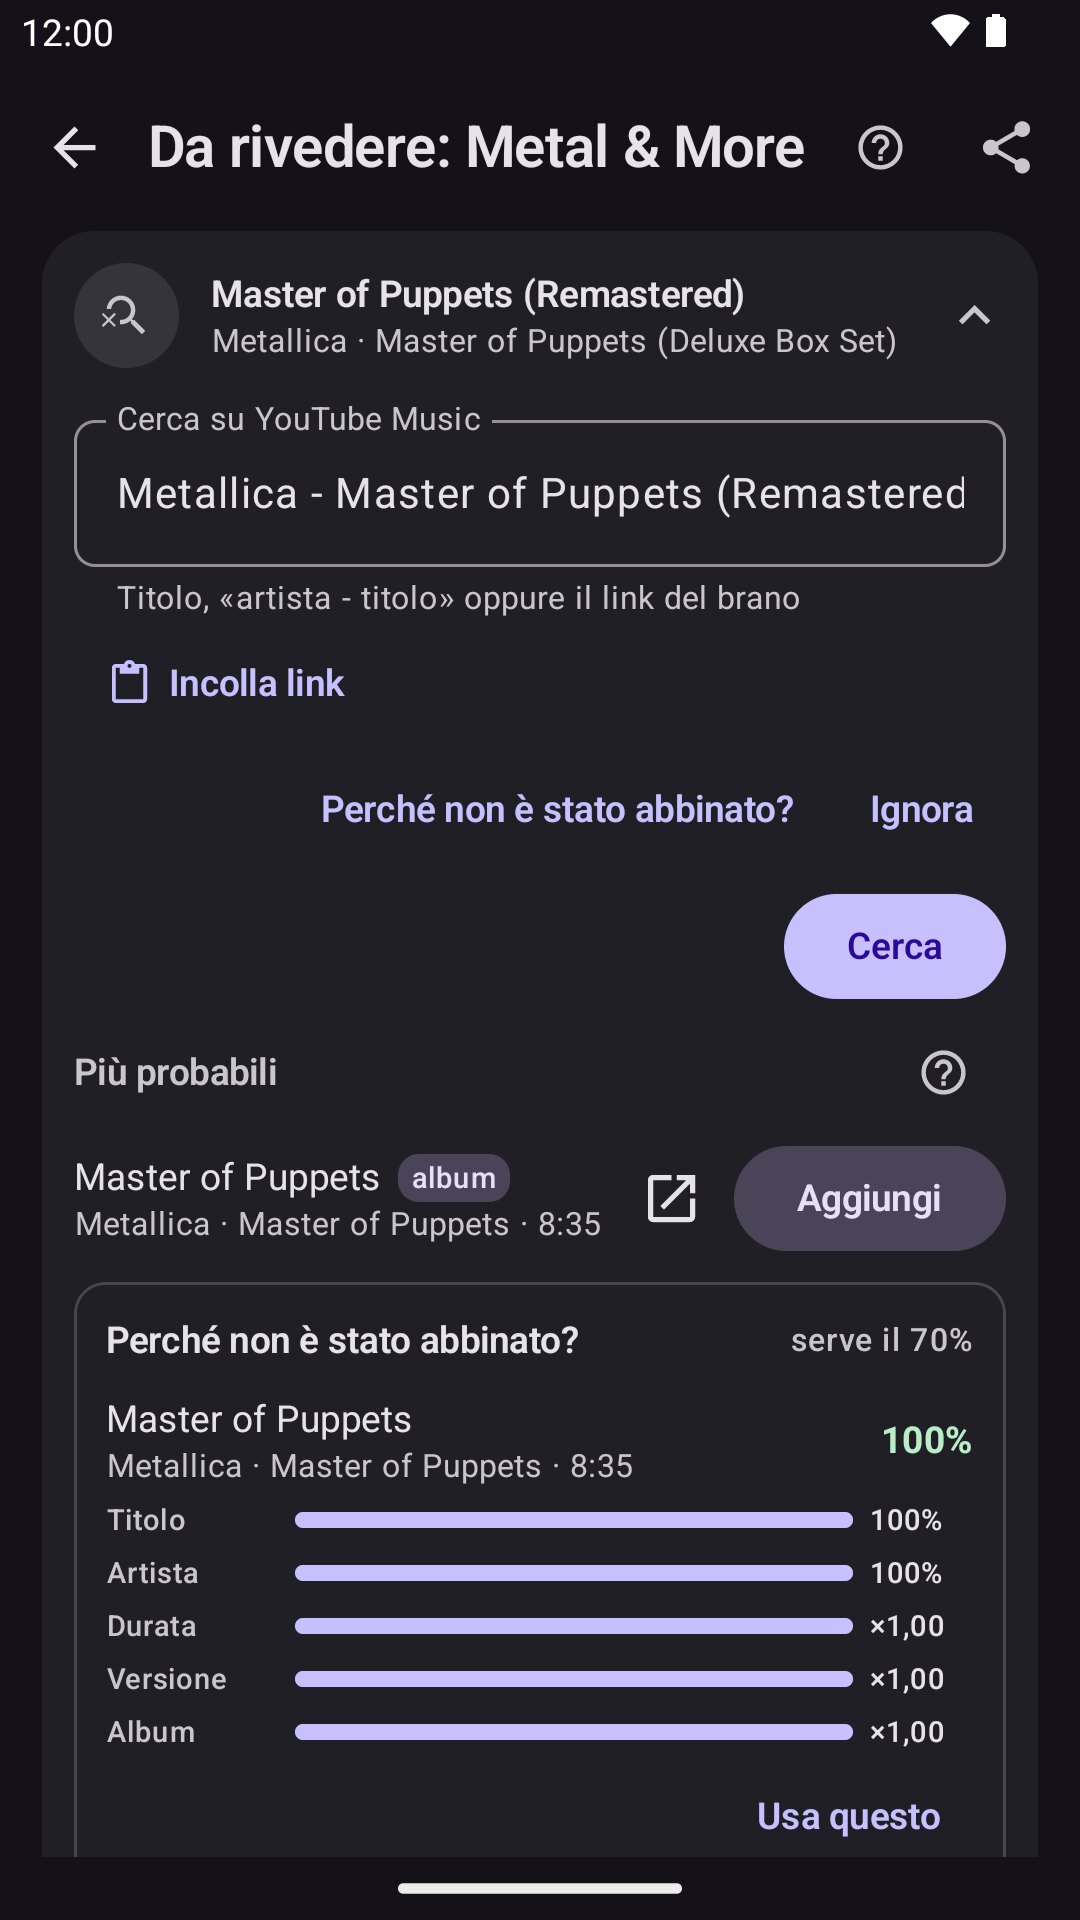 12:00
Da rivedere: Metal & More
Master of Puppets (Remastered)
Metallica · Master of Puppets (Deluxe Box Set)
Cerca su YouTube Music
Metallica - Master of Puppets (Remastered
Titolo, «artista - titolo» oppure il link del brano
Incolla link
Perché non è stato abbinato?
Ignora
Cerca
Più probabili
Master of Puppets album
Metallica · Master of Puppets · 8:35
Aggiungi
Perché non è stato abbinato?
serve il 70%
Master of Puppets
Metallica · Master of Puppets · 8:35
100%
Titolo 100%
Artista 100%
Durata ×1,00
Versione ×1,00
Album ×1,00
Usa questo